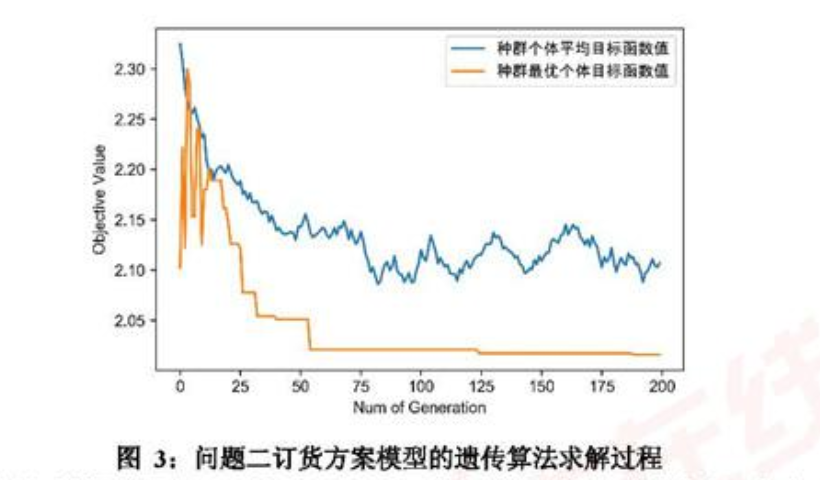 种群个体平均目标函数值
种群最优个体目标函数值
2.30
2.25
2.20
2.15
2.10
2.05
Objective Value
0 25 50 75 100 125 150 175 200
Num of Generation
图 3：问题二订货方案模型的遗传算法求解过程
在线